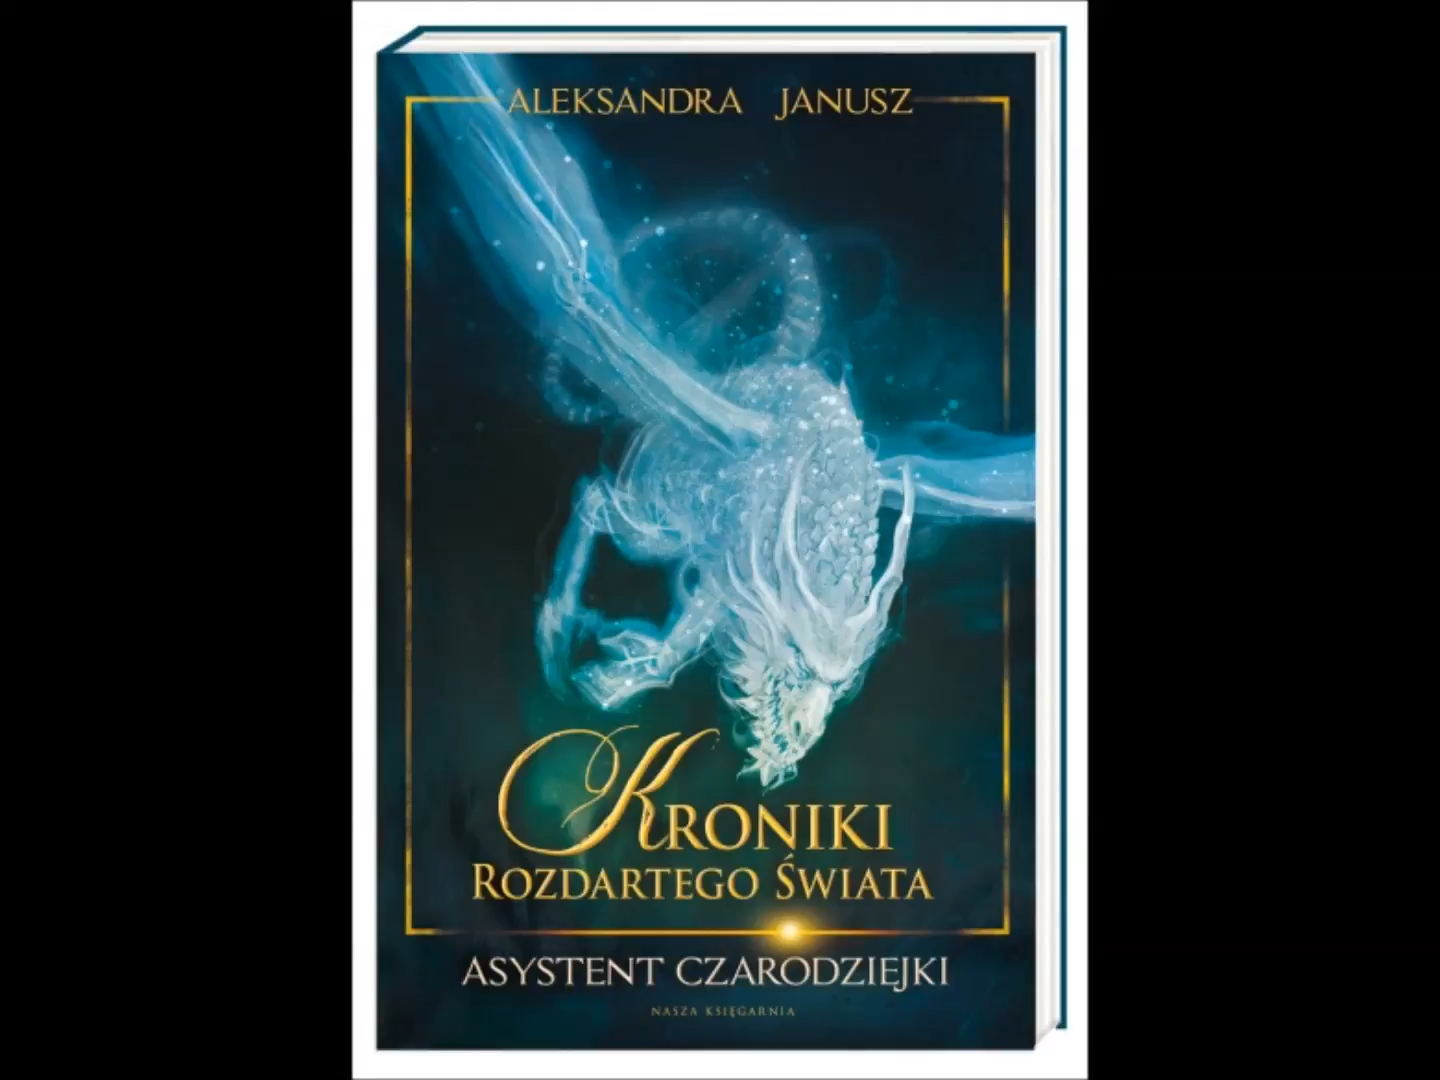 ALEKSANDRA JANUSZ
KRONIKI
ROZDARTEGO ŚWIATA
ASYSTENT CZARODZIEJKI
NASZA KSIĘGARNIA